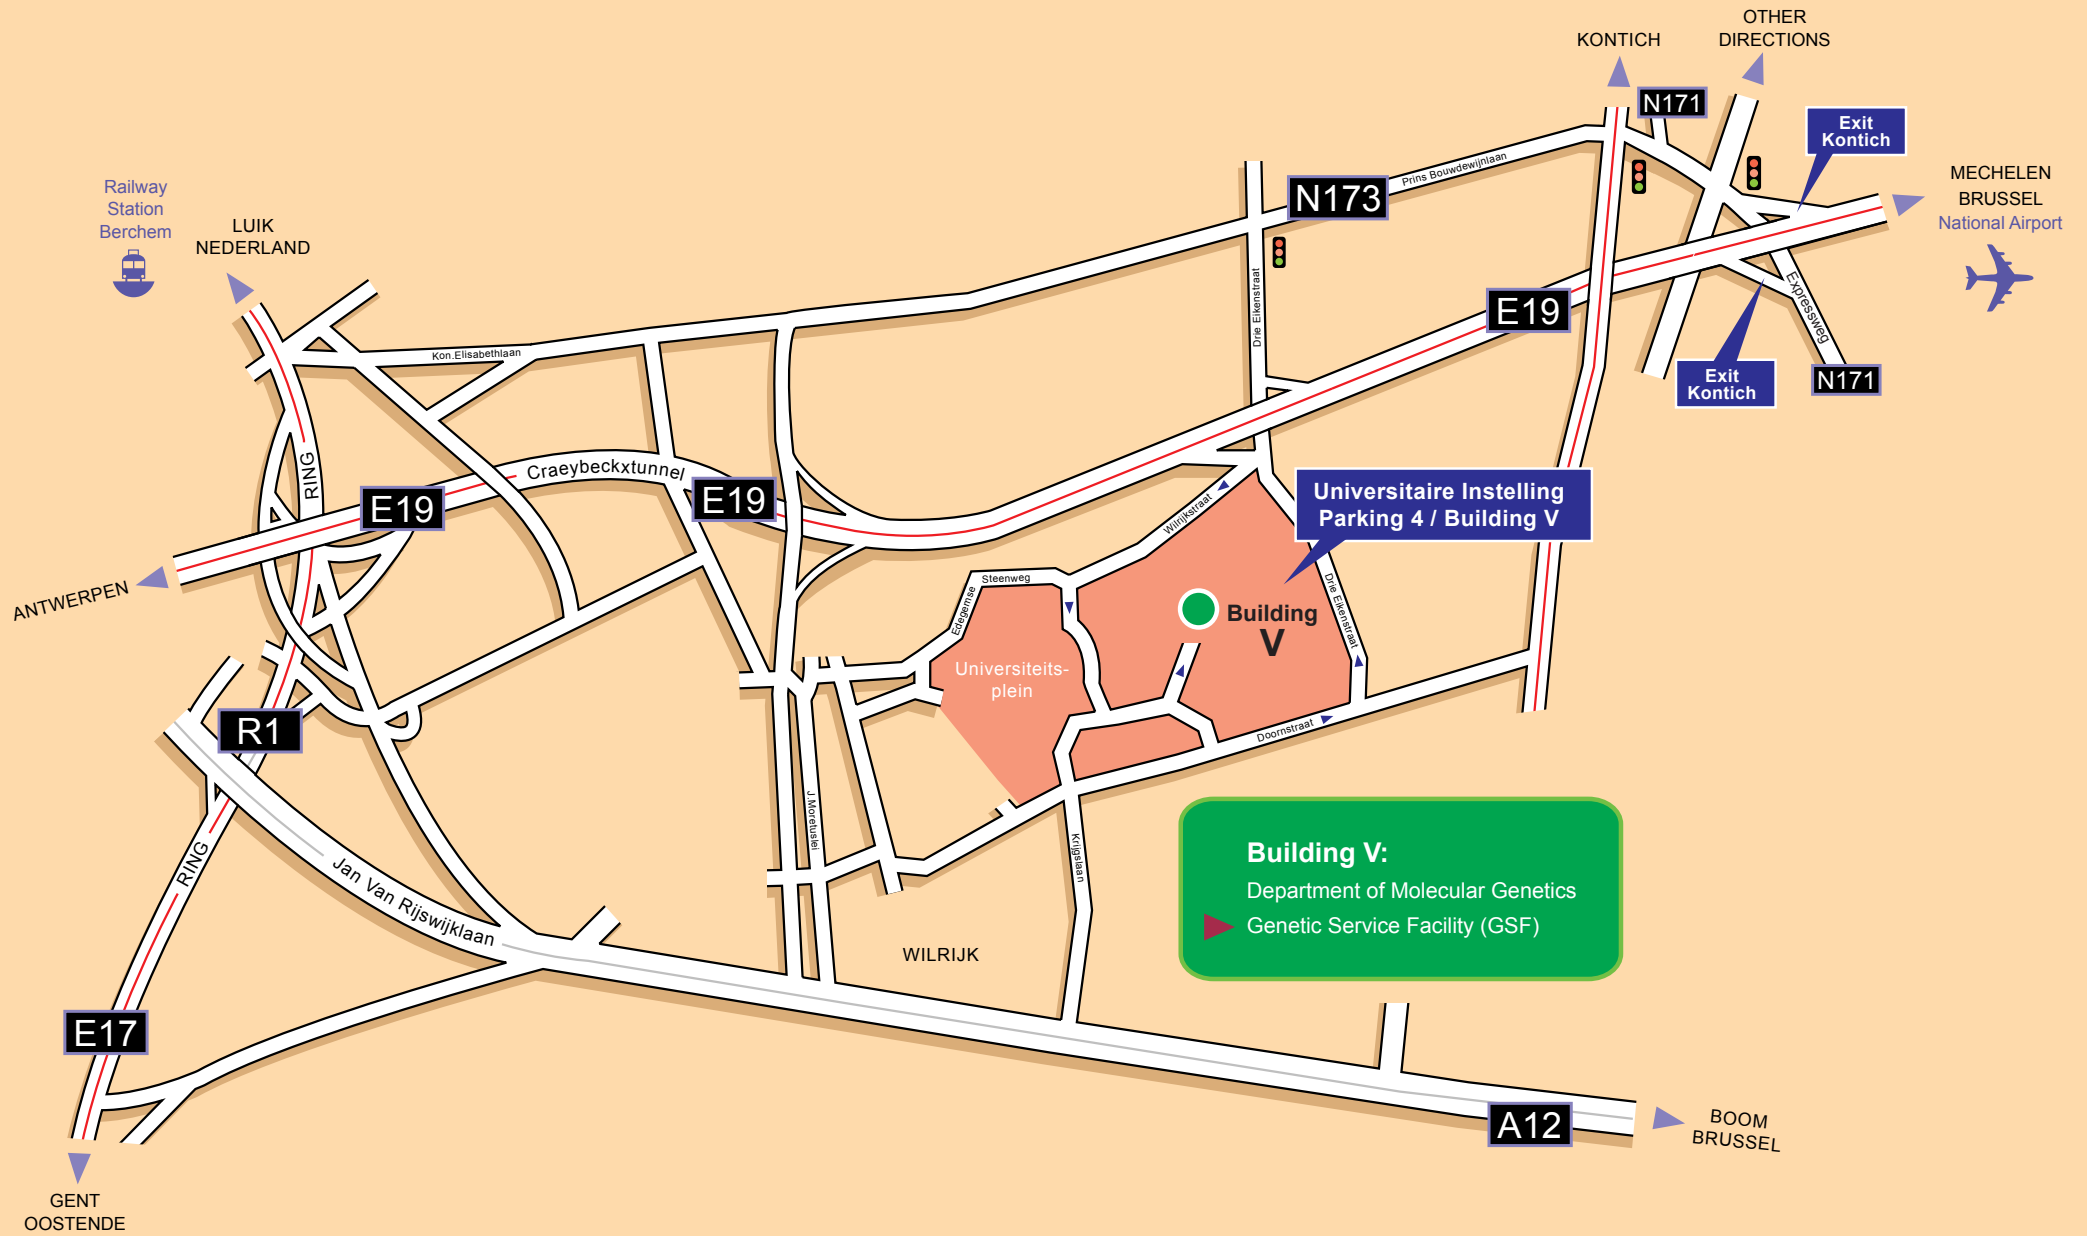 OTHER
DIRECTIONS
KONTICH
N171
Exit
Kontich
MECHELEN
BRUSSEL
National Airport
Railway
Station
Berchem
LUIK
NEDERLAND
N173
Prins Bouwdewijnlaan
Drie Eikenstraat
E19
Expressweg
Exit
Kontich
N171
Kon.Elisabethlaan
RING
Craeybeckxtunnel
E19
E19
Universitaire Instelling
Parking 4 / Building V
Wilrijkstraat
ANTWERPEN
Steenweg
Edegemse
Drie Eikenstraat
Building
V
Universiteits-
plein
R1
Doornstraat
J.Moretuslei
Krijgslaan
RING
Jan Van Rijswijklaan
Building V:
Department of Molecular Genetics
Genetic Service Facility (GSF)
WILRIJK
E17
A12
BOOM
BRUSSEL
GENT
OOSTENDE